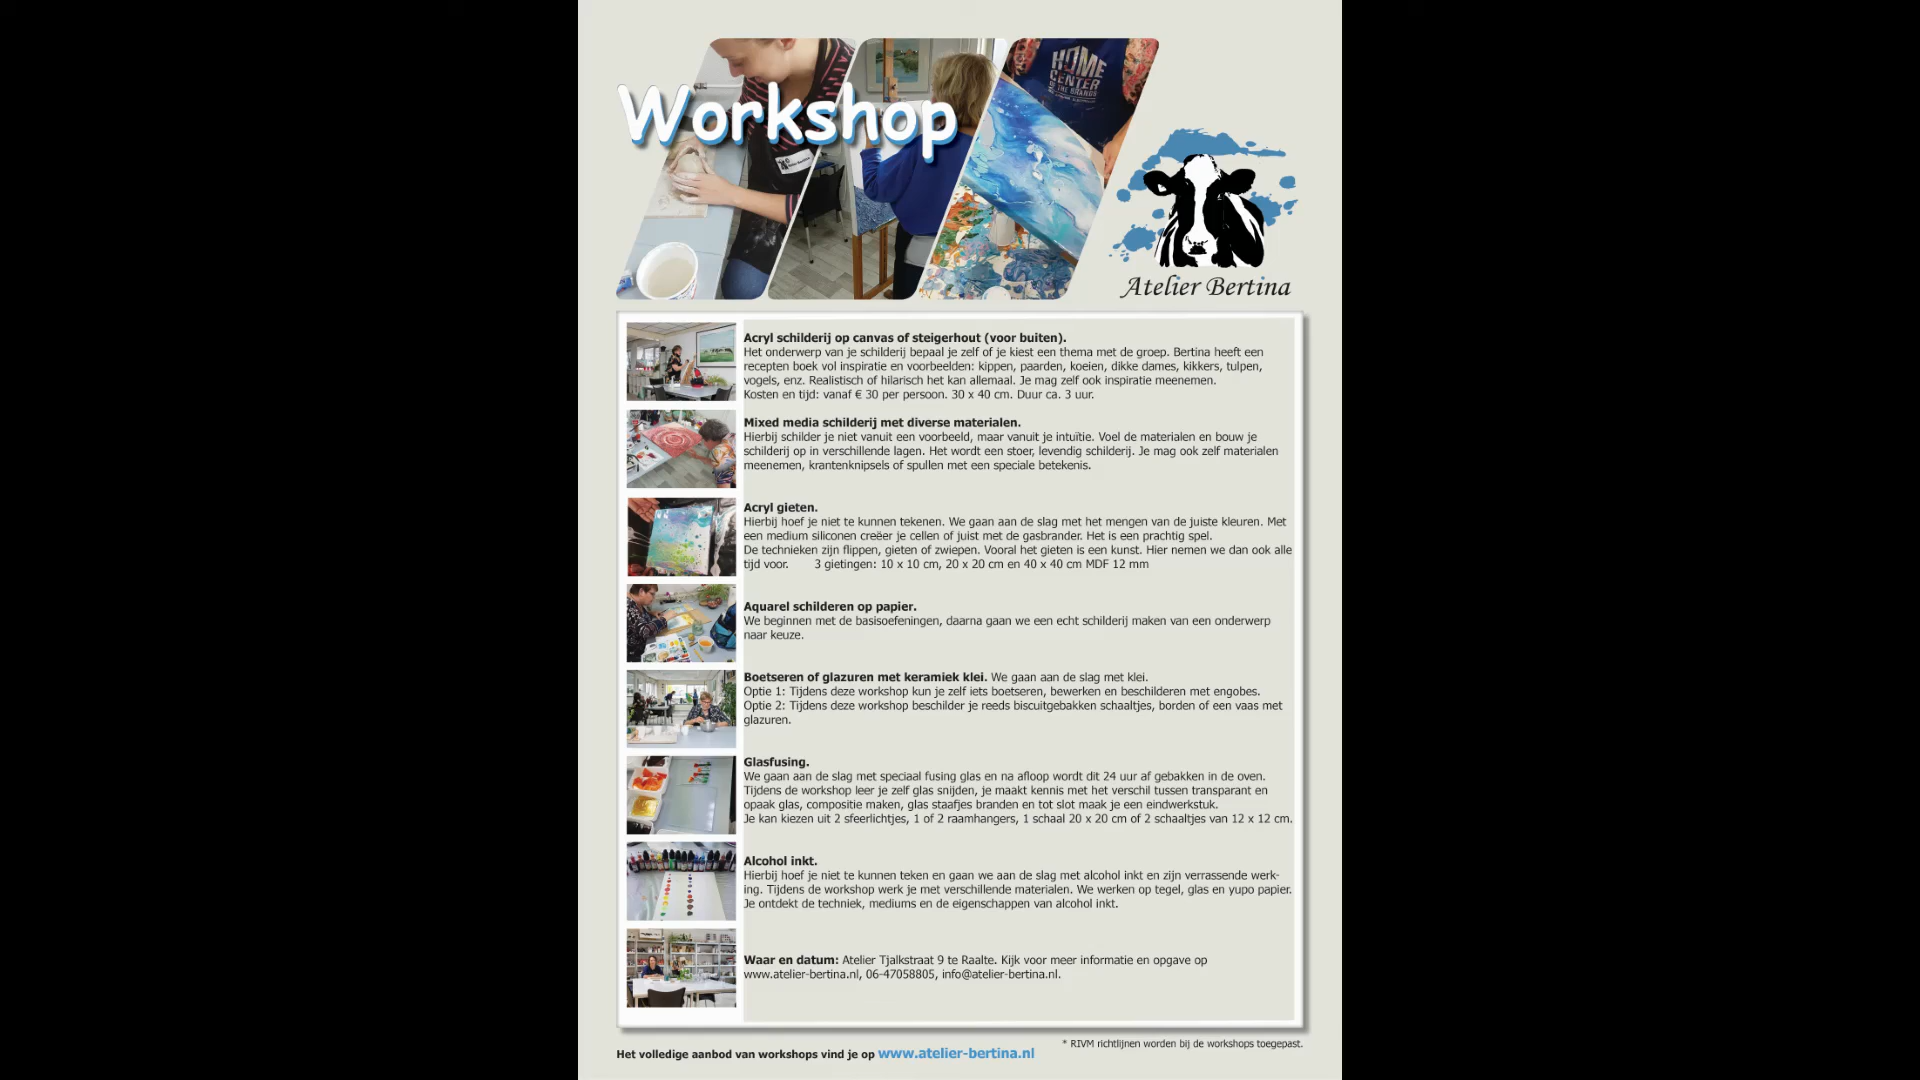 Workshop
HOME
CENTER
OF THE BRANDS
Atelier Bertina
Acryl schilderij op canvas of steigerhout (voor buiten).
Het onderwerp van je schilderij bepaal je zelf of je kiest een thema met de groep. Bertina heeft een
recepten boek vol inspiratie en voorbeelden: kippen, paarden, koeien, dikke dames, kikkers, tulpen,
vogels, enz. Realistisch of hilarisch het kan allemaal. Je mag zelf ook inspiratie meenemen.
Kosten en tijd: vanaf € 30 per persoon. 30 x 40 cm. Duur ca. 3 uur.
Mixed media schilderij met diverse materialen.
Hierbij schilder je niet vanuit een voorbeeld, maar vanuit je intuïtie. Voel de materialen en bouw je
schilderij op in verschillende lagen. Het wordt een stoer, levendig schilderij. Je mag ook zelf materialen
meenemen, krantenknipsels of spullen met een speciale betekenis.
Acryl gieten.
Hierbij hoef je niet te kunnen tekenen. We gaan aan de slag met het mengen van de juiste kleuren. Met
een medium siliconen creëer je cellen of juist met de gasbrander. Het is een prachtig spel.
De technieken zijn flippen, gieten of zwiepen. Vooral het gieten is een kunst. Hier nemen we dan ook alle
tijd voor. 3 gietingen: 10 x 10 cm, 20 x 20 cm en 40 x 40 cm MDF 12 mm
Aquarel schilderen op papier.
We beginnen met de basisoefeningen, daarna gaan we een echt schilderij maken van een onderwerp
naar keuze.
Boetseren of glazuren met keramiek klei. We gaan aan de slag met klei.
Optie 1: Tijdens deze workshop kun je zelf iets boetseren, bewerken en beschilderen met engobes.
Optie 2: Tijdens deze workshop beschilder je reeds biscuitgebakken schaaltjes, borden of een vaas met
glazuren.
Glasfusing.
We gaan aan de slag met speciaal fusing glas en na afloop wordt dit 24 uur af gebakken in de oven.
Tijdens de workshop leer je zelf glas snijden, je maakt kennis met het verschil tussen transparant en
opaak glas, compositie maken, glas staafjes branden en tot slot maak je een eindwerkstuk.
Je kan kiezen uit 2 sfeerlichtjes, 1 of 2 raamhangers, 1 schaal 20 x 20 cm of 2 schaaltjes van 12 x 12 cm.
Alcohol inkt.
Hierbij hoef je niet te kunnen teken en gaan we aan de slag met alcohol inkt en zijn verrassende werk-
ing. Tijdens de workshop werk je met verschillende materialen. We werken op tegel, glas en yupo papier.
Je ontdekt de techniek, mediums en de eigenschappen van alcohol inkt.
Waar en datum: Atelier Tjalkstraat 9 te Raalte. Kijk voor meer informatie en opgave op
www.atelier-bertina.nl, 06-47058805, info@atelier-bertina.nl.
* RIVM richtlijnen worden bij de workshops toegepast.
Het volledige aanbod van workshops vind je op www.atelier-bertina.nl